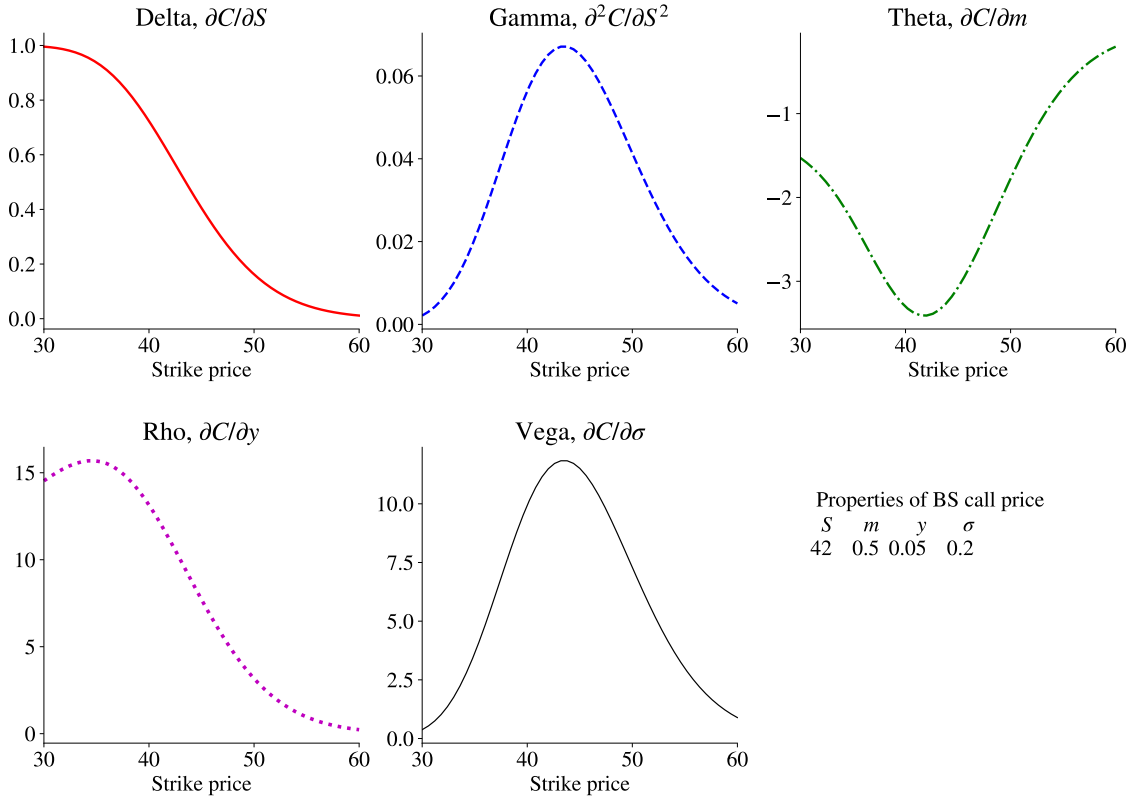 Delta, ∂C/∂S
1.0
0.8
0.6
0.4
0.2
0.0
30 40 50 60
Strike price
Gamma, ∂²C/∂S²
0.06
0.04
0.02
0.00
30 40 50 60
Strike price
Theta, ∂C/∂m
−1
−2
−3
30 40 50 60
Strike price
Rho, ∂C/∂y
15
10
5
0
30 40 50 60
Strike price
Vega, ∂C/∂σ
10.0
7.5
5.0
2.5
0.0
30 40 50 60
Strike price
Properties of BS call price
S m y σ
42 0.5 0.05 0.2